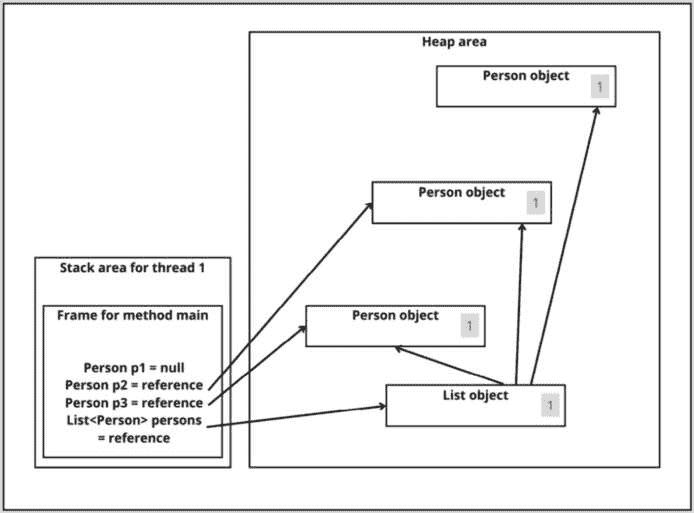 Heap area
Person object
1
Person object
1
Stack area for thread 1
Frame for method main
Person object
1
Person p1 = null
Person p2 = reference
Person p3 = reference
List<Person> persons
= reference
List object
1